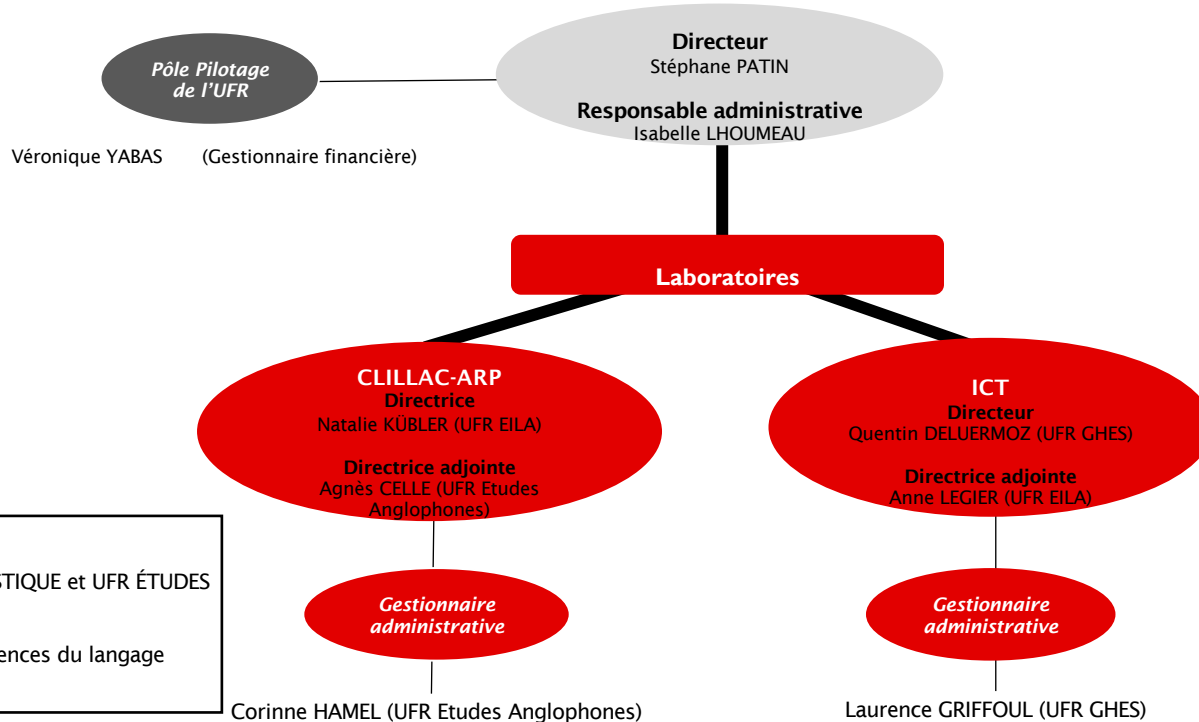 Directeur
Stéphane PATIN
Responsable administrative
Isabelle LHOUMEAU
Pôle Pilotage
de l'UFR
Véronique YABAS (Gestionnaire financière)
Laboratoires
CLILLAC-ARP
Directrice
Natalie KÜBLER (UFR EILA)
Directrice adjointe
Agnès CELLE (UFR Etudes
Anglophones)
ICT
Directeur
Quentin DELUERMOZ (UFR GHES)
Directrice adjointe
Anne LEGIER (UFR EILA)
STIQUE et UFR ÉTUDES
ences du langage
Gestionnaire
administrative
Corinne HAMEL (UFR Etudes Anglophones)
Gestionnaire
administrative
Laurence GRIFFOUL (UFR GHES)